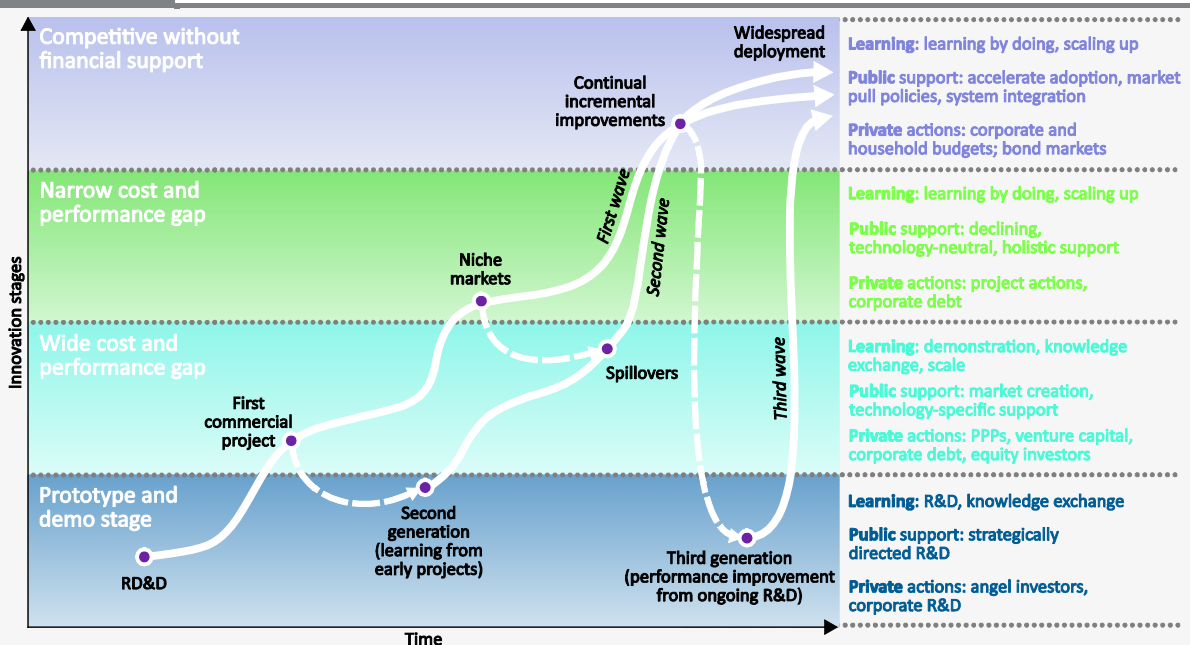 Competitive without
financial support
Widespread
deployment
Continual
incremental
improvements
Learning: learning by doing, scaling up
Public support: accelerate adoption, market
pull policies, system integration
Private actions: corporate and
household budgets; bond markets
Narrow cost and
performance gap
First wave
Second wave
Niche
markets
Learning: learning by doing, scaling up
Public support: declining,
technology-neutral, holistic support
Private actions: project actions,
corporate debt
Innovation stages
Wide cost and
performance gap
Spillovers
Third wave
First
commercial
project
Learning: demonstration, knowledge
exchange, scale
Public support: market creation,
technology-specific support
Private actions: PPPs, venture capital,
corporate debt, equity investors
Prototype and
demo stage
Second
generation
(learning from
early projects)
RD&D
Third generation
(performance improvement
from ongoing R&D)
Learning: R&D, knowledge exchange
Public support: strategically
directed R&D
Private actions: angel investors,
corporate R&D
Time